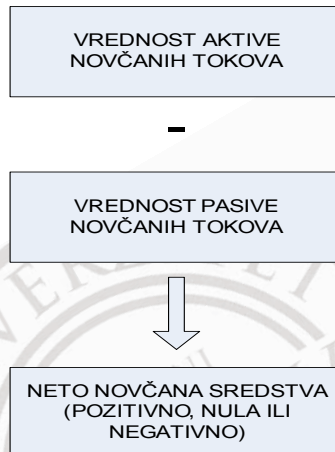 VREDNOST AKTIVE
NOVČANIH TOKOVA
-
VREDNOST PASIVE
NOVČANIH TOKOVA
NETO NOVČANA SREDSTVA
(POZITIVNO, NULA ILI
NEGATIVNO)